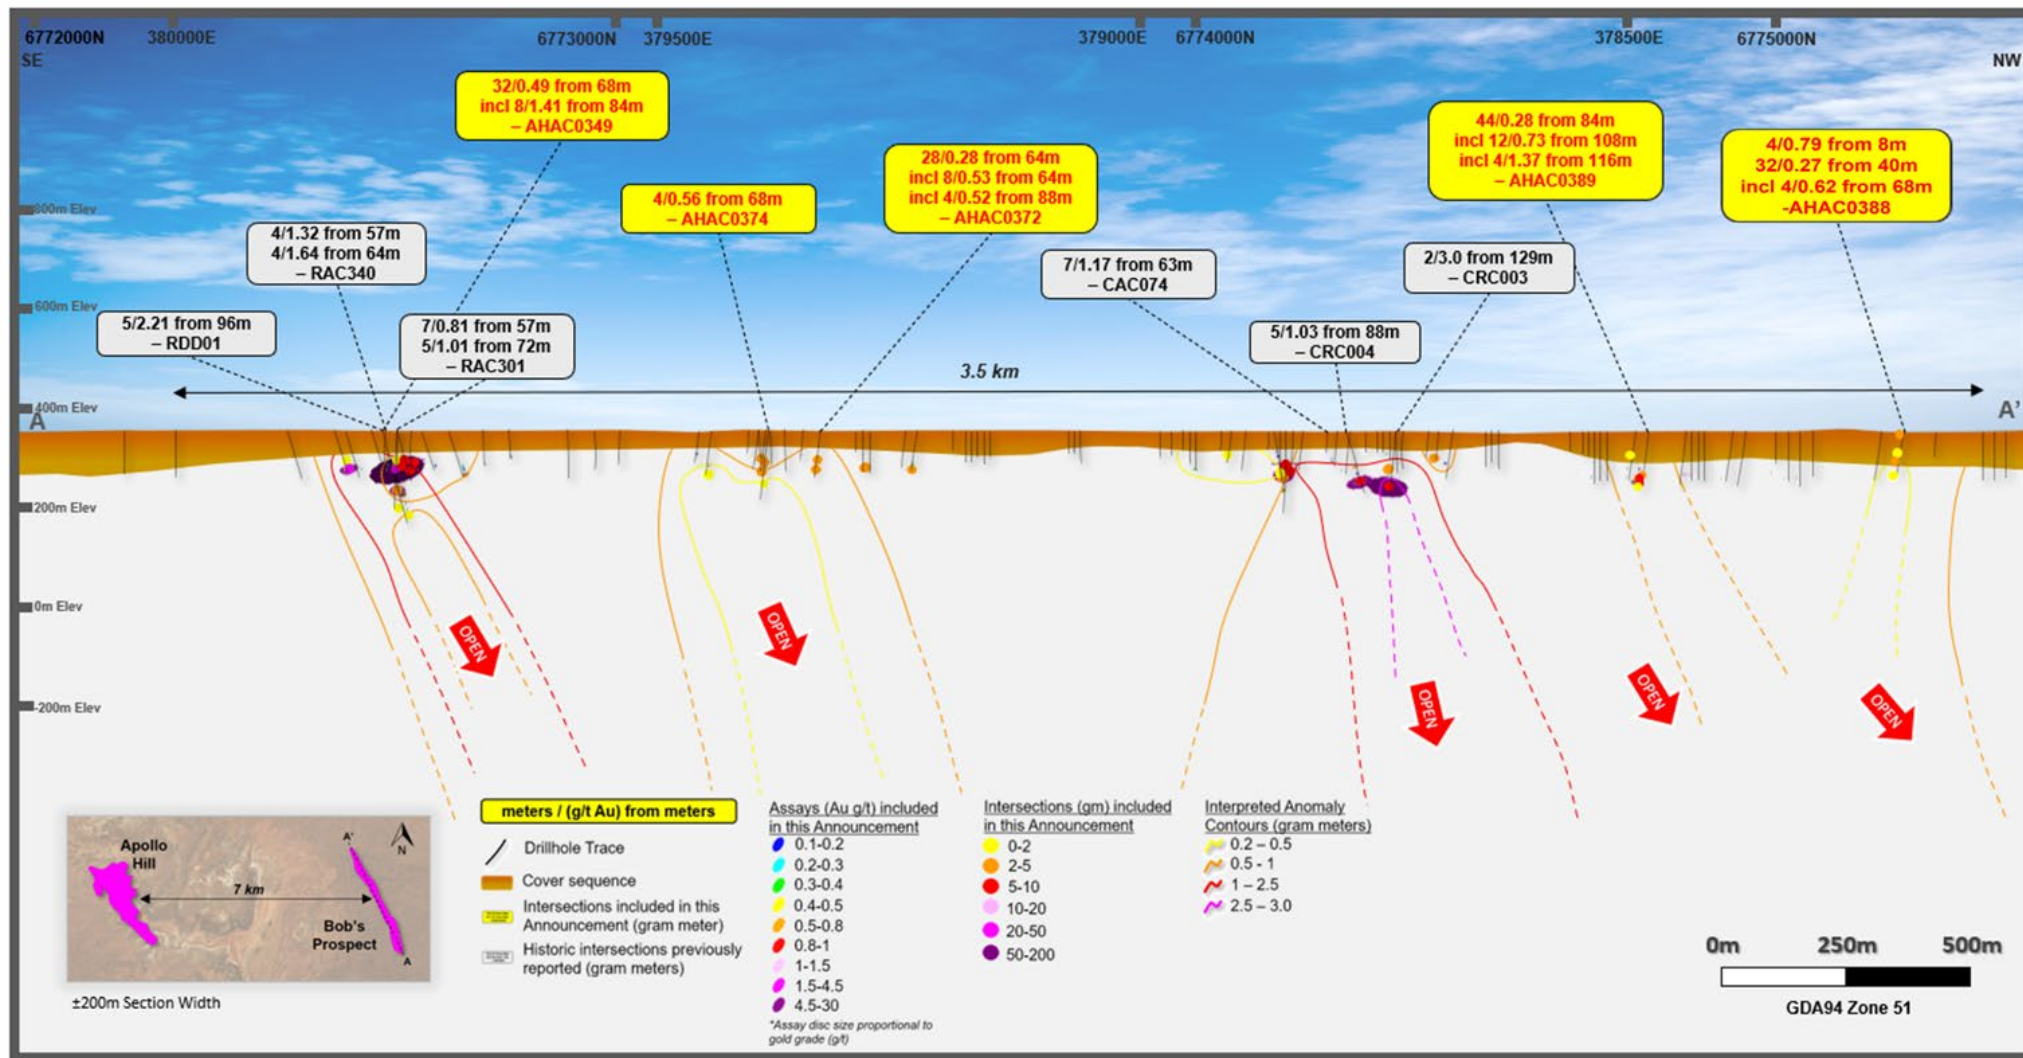 6772000N 380000E 6773000N 379500E 379000E 6774000N 378500E 6775000N
SE
NW
32/0.49 from 68m
incl 8/1.41 from 84m
– AHAC0349
4/0.56 from 68m
– AHAC0374
28/0.28 from 64m
incl 8/0.53 from 64m
incl 4/0.52 from 88m
– AHAC0372
44/0.28 from 84m
incl 12/0.73 from 108m
incl 4/1.37 from 116m
– AHAC0389
4/0.79 from 8m
32/0.27 from 40m
incl 4/0.62 from 68m
-AHAC0388
4/1.32 from 57m
4/1.64 from 64m
– RAC340
5/2.21 from 96m
– RDD01
7/0.81 from 57m
5/1.01 from 72m
– RAC301
7/1.17 from 63m
– CAC074
2/3.0 from 129m
– CRC003
5/1.03 from 88m
– CRC004
3.5 km
800m Elev
600m Elev
400m Elev
A
A'
200m Elev
0m Elev
-200m Elev
OPEN
OPEN
OPEN
OPEN
OPEN
Apollo
Hill
7 km
Bob's
Prospect
A'
N
A
±200m Section Width
meters / (g/t Au) from meters
Drillhole Trace
Cover sequence
Intersections included in this
Announcement (gram meter)
Historic intersections previously
reported (gram meters)
Assays (Au g/t) included
in this Announcement
0.1-0.2
0.2-0.3
0.3-0.4
0.4-0.5
0.5-0.8
0.8-1
1-1.5
1.5-4.5
4.5-30
*Assay disc size proportional to
gold grade (g/t)
Intersections (gm) included
in this Announcement
0-2
2-5
5-10
10-20
20-50
50-200
Interpreted Anomaly
Contours (gram meters)
0.2 – 0.5
0.5 - 1
1 – 2.5
2.5 – 3.0
0m 250m 500m
GDA94 Zone 51